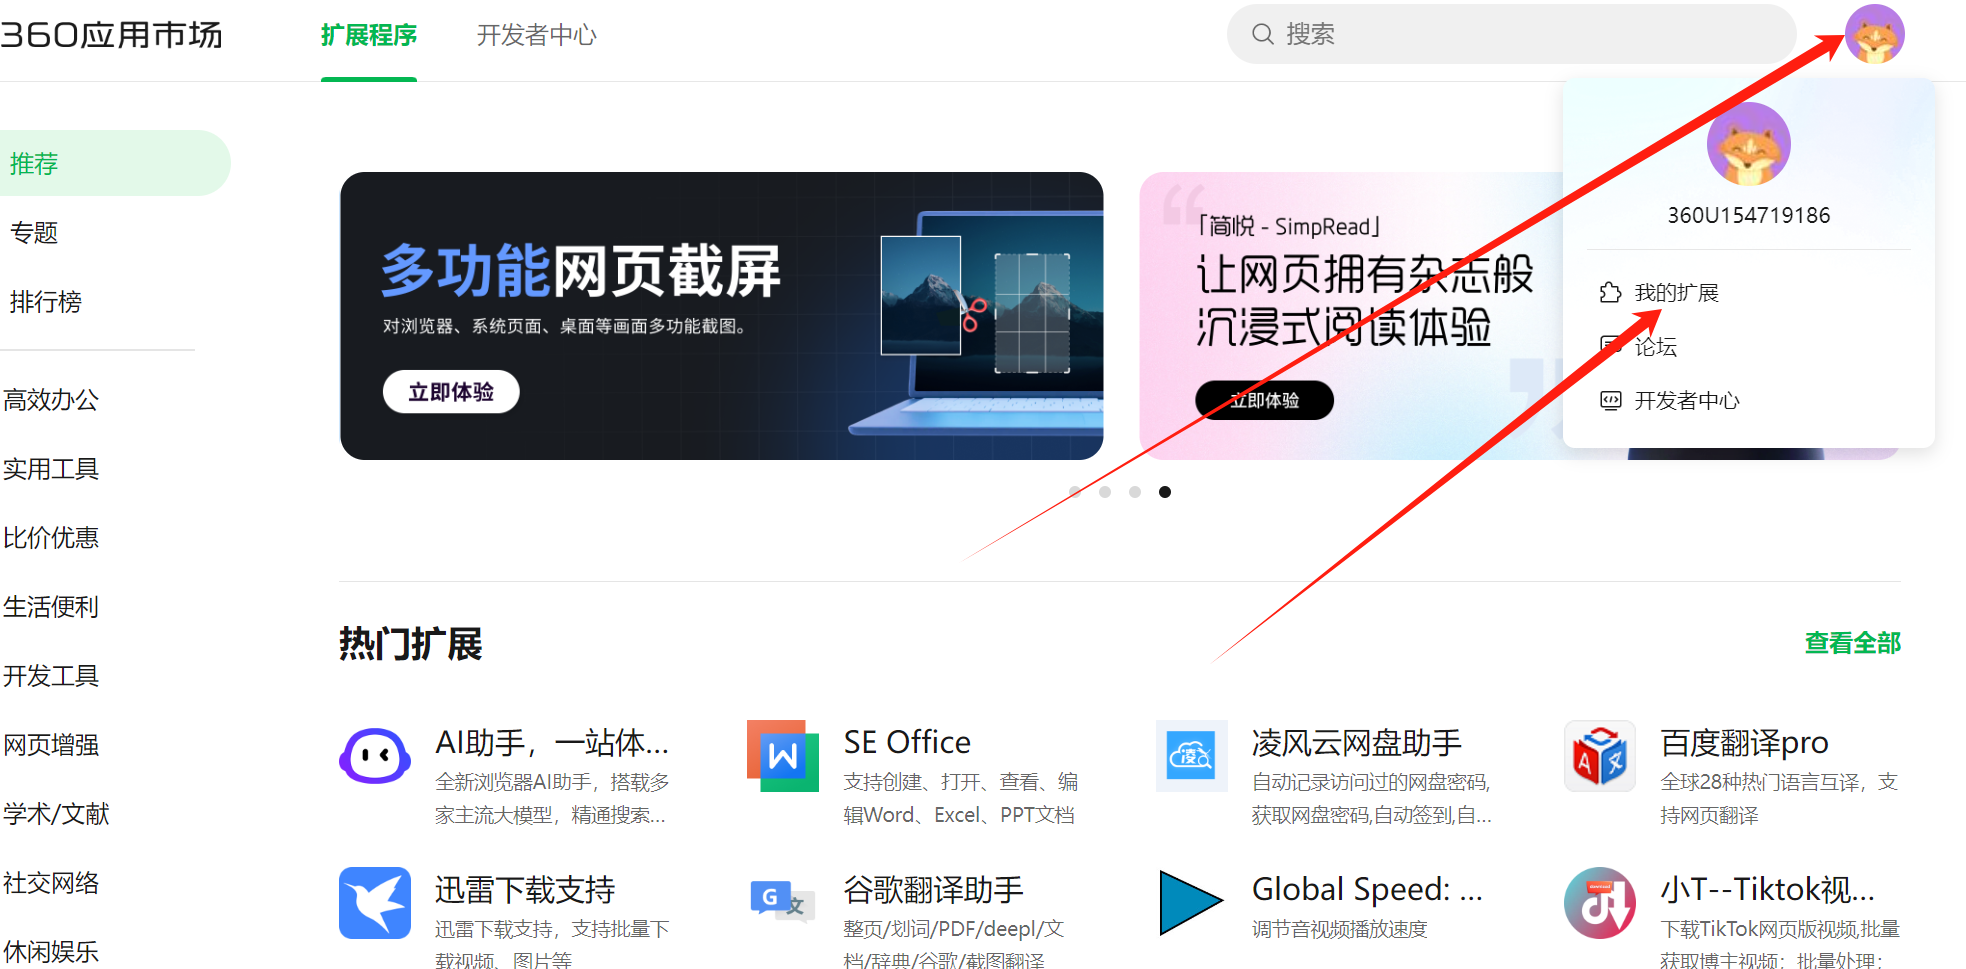 360应用市场
扩展程序
开发者中心
搜索
推荐
专题
排行榜
高效办公
实用工具
比价优惠
生活便利
开发工具
网页增强
学术/文献
社交网络
休闲娱乐
多功能网页截屏
对浏览器、系统页面、桌面等画面多功能截图。
立即体验
「简悦 - SimpRead」
让网页拥有杂志般
沉浸式阅读体验
立即体验
360U154719186
我的扩展
论坛
开发者中心
热门扩展
查看全部
AI助手，一站体...
全新浏览器AI助手，搭载多
家主流大模型，精通搜索...
SE Office
支持创建、打开、查看、编
辑Word、Excel、PPT文档
凌风云网盘助手
自动记录访问过的网盘密码,
获取网盘密码,自动签到,自...
百度翻译pro
全球28种热门语言互译，支
持网页翻译
迅雷下载支持
迅雷下载支持，支持批量下
载视频、图片等
谷歌翻译助手
整页/划词/PDF/deepl/文
档/辞典/谷歌/截图翻译
Global Speed: ...
调节音视频播放速度
小T--Tiktok视...
下载TikTok网页版视频,批量
获取博主视频；批量处理；